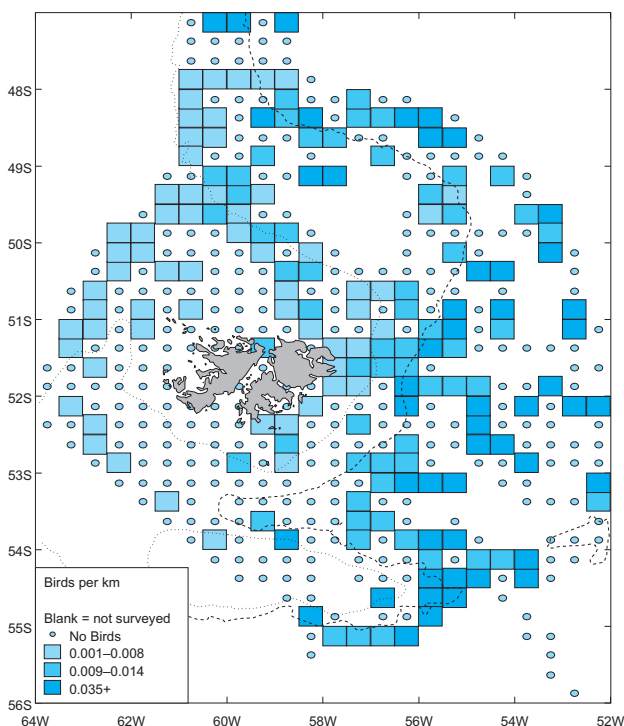 48S
49S
50S
51S
52S
53S
54S
55S
56S
Birds per km
Blank = not surveyed
No Birds
0.001–0.008
0.009–0.014
0.035+
64W 62W 60W 58W 56W 54W 52W